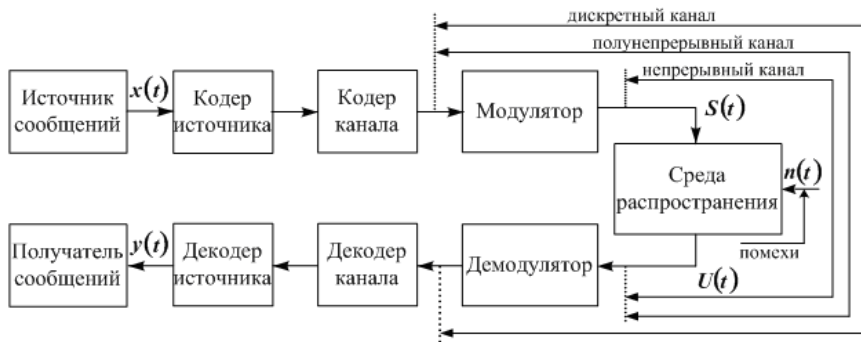 дискретный канал
полунепрерывный канал
непрерывный канал
Источник
сообщений
x(t)
Кодер
источника
Кодер
канала
Модулятор
S(t)
Среда
распространения
n(t)
помехи
Получатель
сообщений
y(t)
Декодер
источника
Декодер
канала
Демодулятор
U(t)